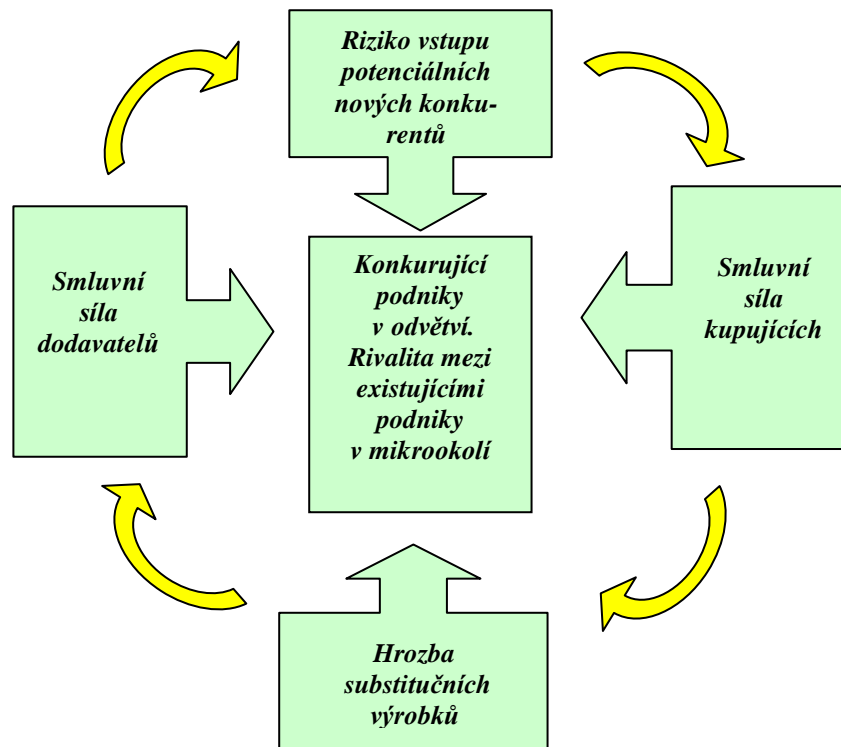 Riziko vstupu
potenciálních
nových konku-
rentů
Smluvní
síla
dodavatelů
Konkurující
podniky
v odvětví.
Rivalita mezi
existujícími
podniky
v mikrookolí
Smluvní
síla
kupujících
Hrozba
substitučních
výrobků